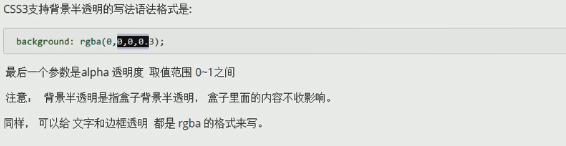 CSS3支持背景半透明的写法语法格式是:
background: rgba(0,0,0,0.3);
最后一个参数是alpha 透明度 取值范围 0~1之间
注意： 背景半透明是指盒子背景半透明， 盒子里面的内容不收影响。
同样， 可以给 文字和边框透明 都是 rgba 的格式来写。